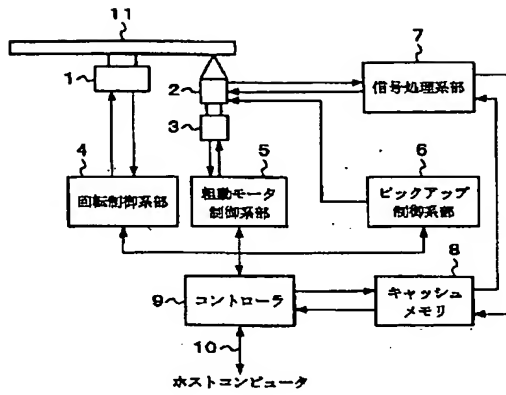 11
1
2
3
7
信号処理系部
4
回転制御系部
5
粗動モータ
制御系部
6
ピックアップ
制御系部
9
コントローラ
8
キャッシュ
メモリ
10
ホストコンピュータ